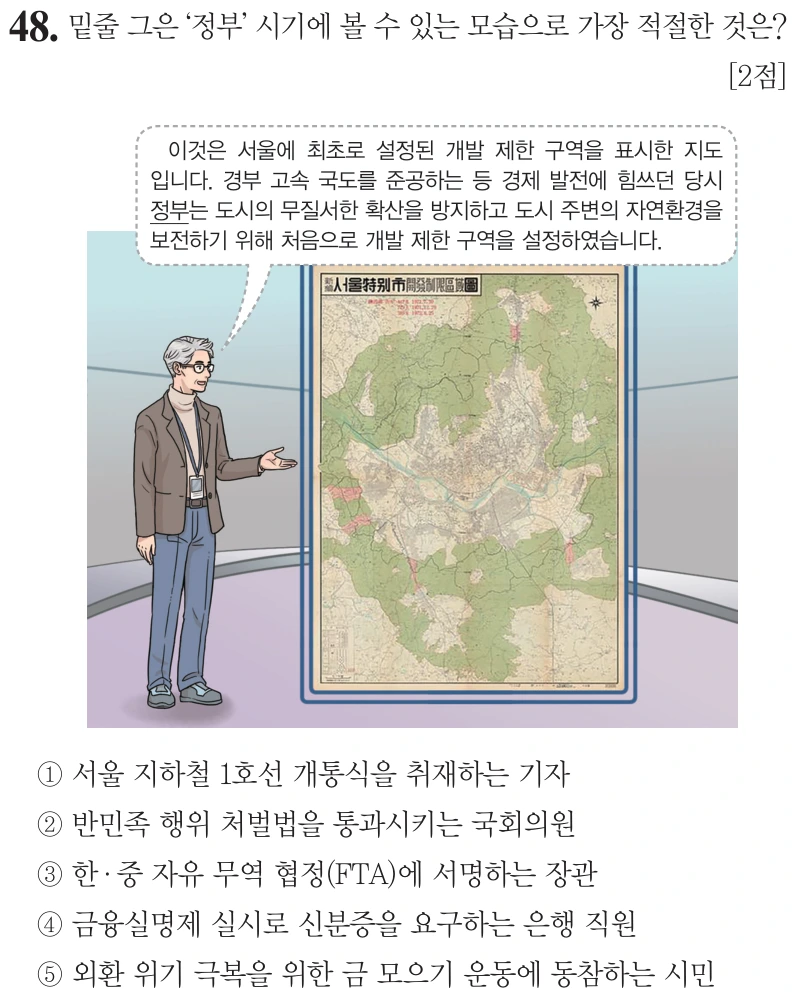 48. 밑줄 그은 ‘정부’ 시기에 볼 수 있는 모습으로 가장 적절한 것은?
[2점]
이것은 서울에 최초로 설정된 개발 제한 구역을 표시한 지도
입니다. 경부 고속 국도를 준공하는 등 경제 발전에 힘쓰던 당시
정부는 도시의 무질서한 확산을 방지하고 도시 주변의 자연환경을
보전하기 위해 처음으로 개발 제한 구역을 설정하였습니다.
서울特別市開發制限區域圖
① 서울 지하철 1호선 개통식을 취재하는 기자
② 반민족 행위 처벌법을 통과시키는 국회의원
③ 한·중 자유 무역 협정(FTA)에 서명하는 장관
④ 금융실명제 실시로 신분증을 요구하는 은행 직원
⑤ 외환 위기 극복을 위한 금 모으기 운동에 동참하는 시민